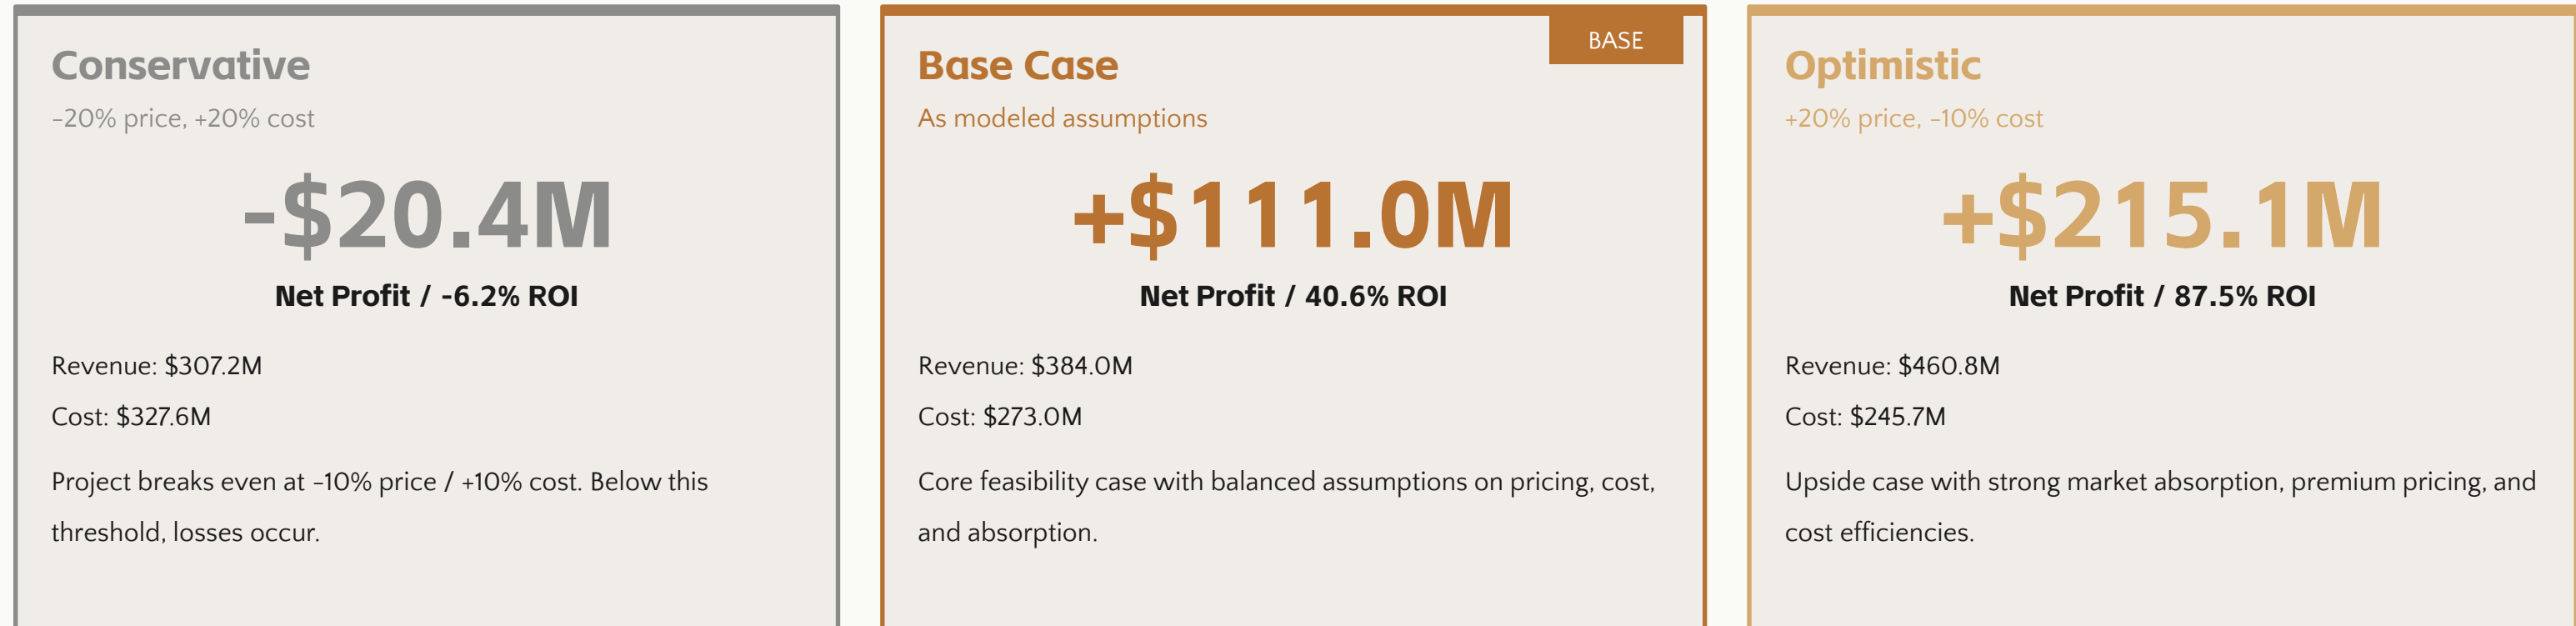 Conservative
-20% price, +20% cost
-$20.4M
Net Profit / -6.2% ROI
Revenue: $307.2M
Cost: $327.6M
Project breaks even at -10% price / +10% cost. Below this
threshold, losses occur.
BASE
Base Case
As modeled assumptions
+$111.0M
Net Profit / 40.6% ROI
Revenue: $384.0M
Cost: $273.0M
Core feasibility case with balanced assumptions on pricing, cost,
and absorption.
Optimistic
+20% price, -10% cost
+$215.1M
Net Profit / 87.5% ROI
Revenue: $460.8M
Cost: $245.7M
Upside case with strong market absorption, premium pricing, and
cost efficiencies.